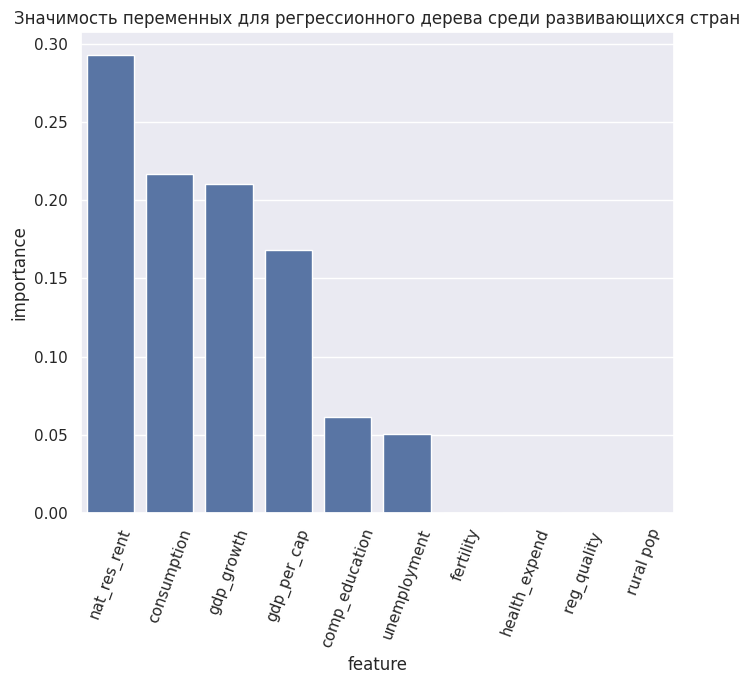 Значимость переменных для регрессионного дерева среди развивающихся стран
0.30
0.25
0.20
0.15
0.10
0.05
0.00
importance
nat_res_rent
consumption
gdp_growth
gdp_per_cap
comp_education
unemployment
fertility
health_expend
reg_quality
rural pop
feature